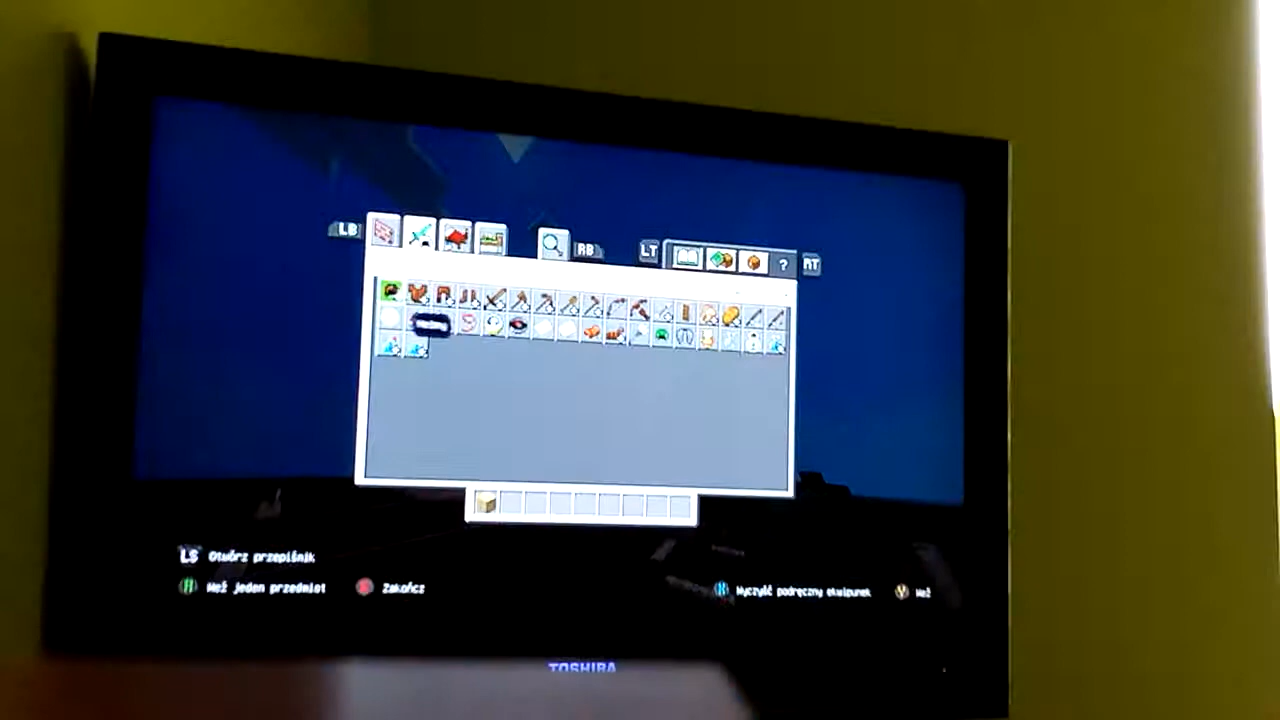 LB
RB
LT
?
RT
LS Otwórz przepiśnik
Weź jeden przedmiot
Zakończ
X Wyczyść podręczny ekwipunek
Y Weź
TOSHIBA